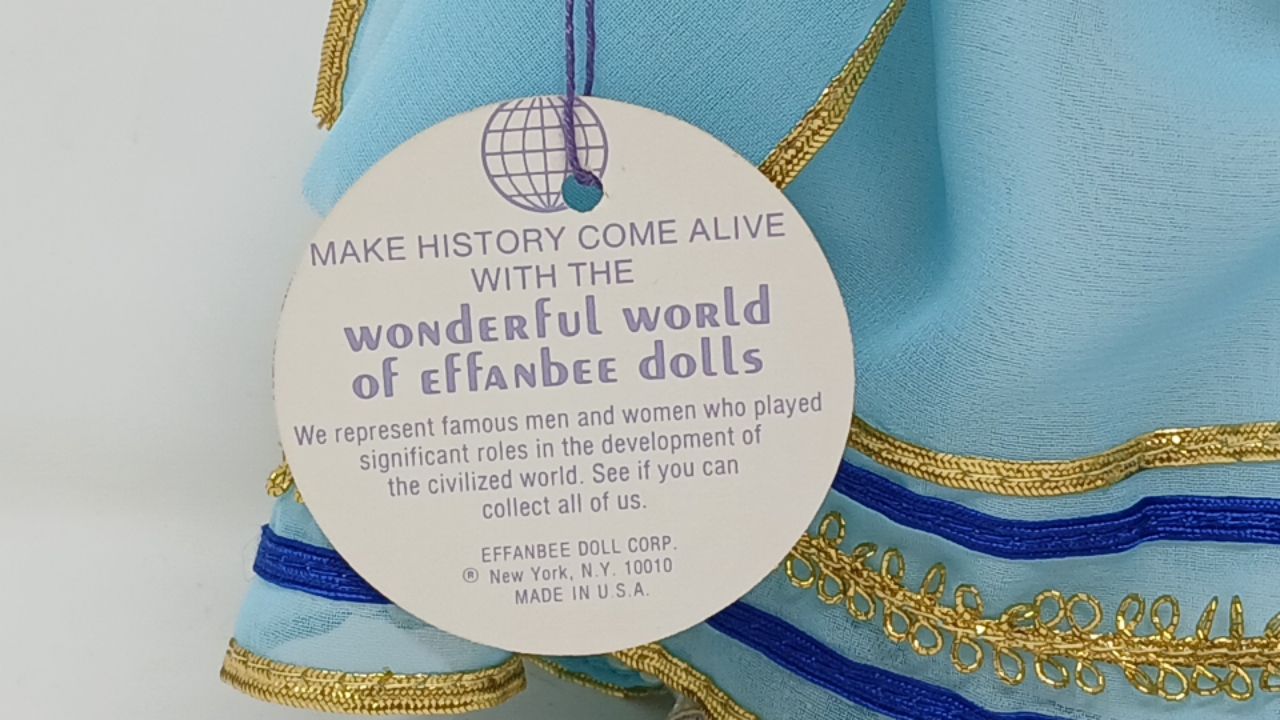 MAKE HISTORY COME ALIVE
WITH THE
wonderful world
of effanbee dolls
We represent famous men and women who played
significant roles in the development of
the civilized world. See if you can
collect all of us.
EFFANBEE DOLL CORP.
® New York, N.Y. 10010
MADE IN U.S.A.